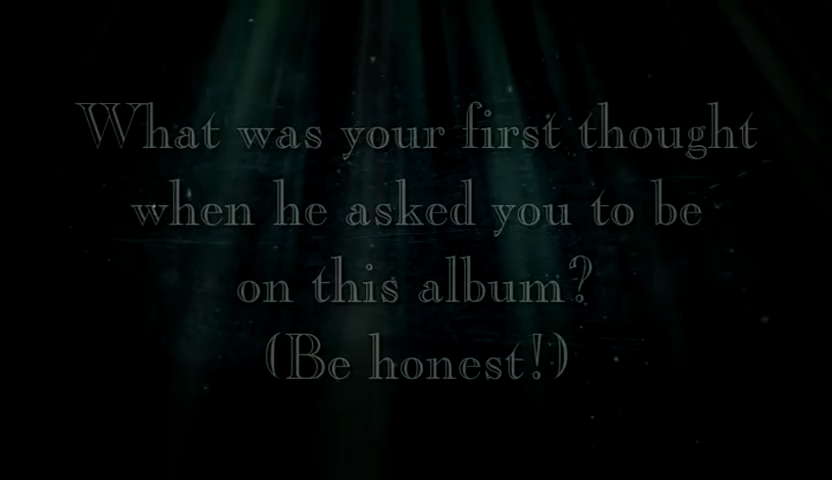 What was your first thought
when he asked you to be
on this album?
(Be honest!)